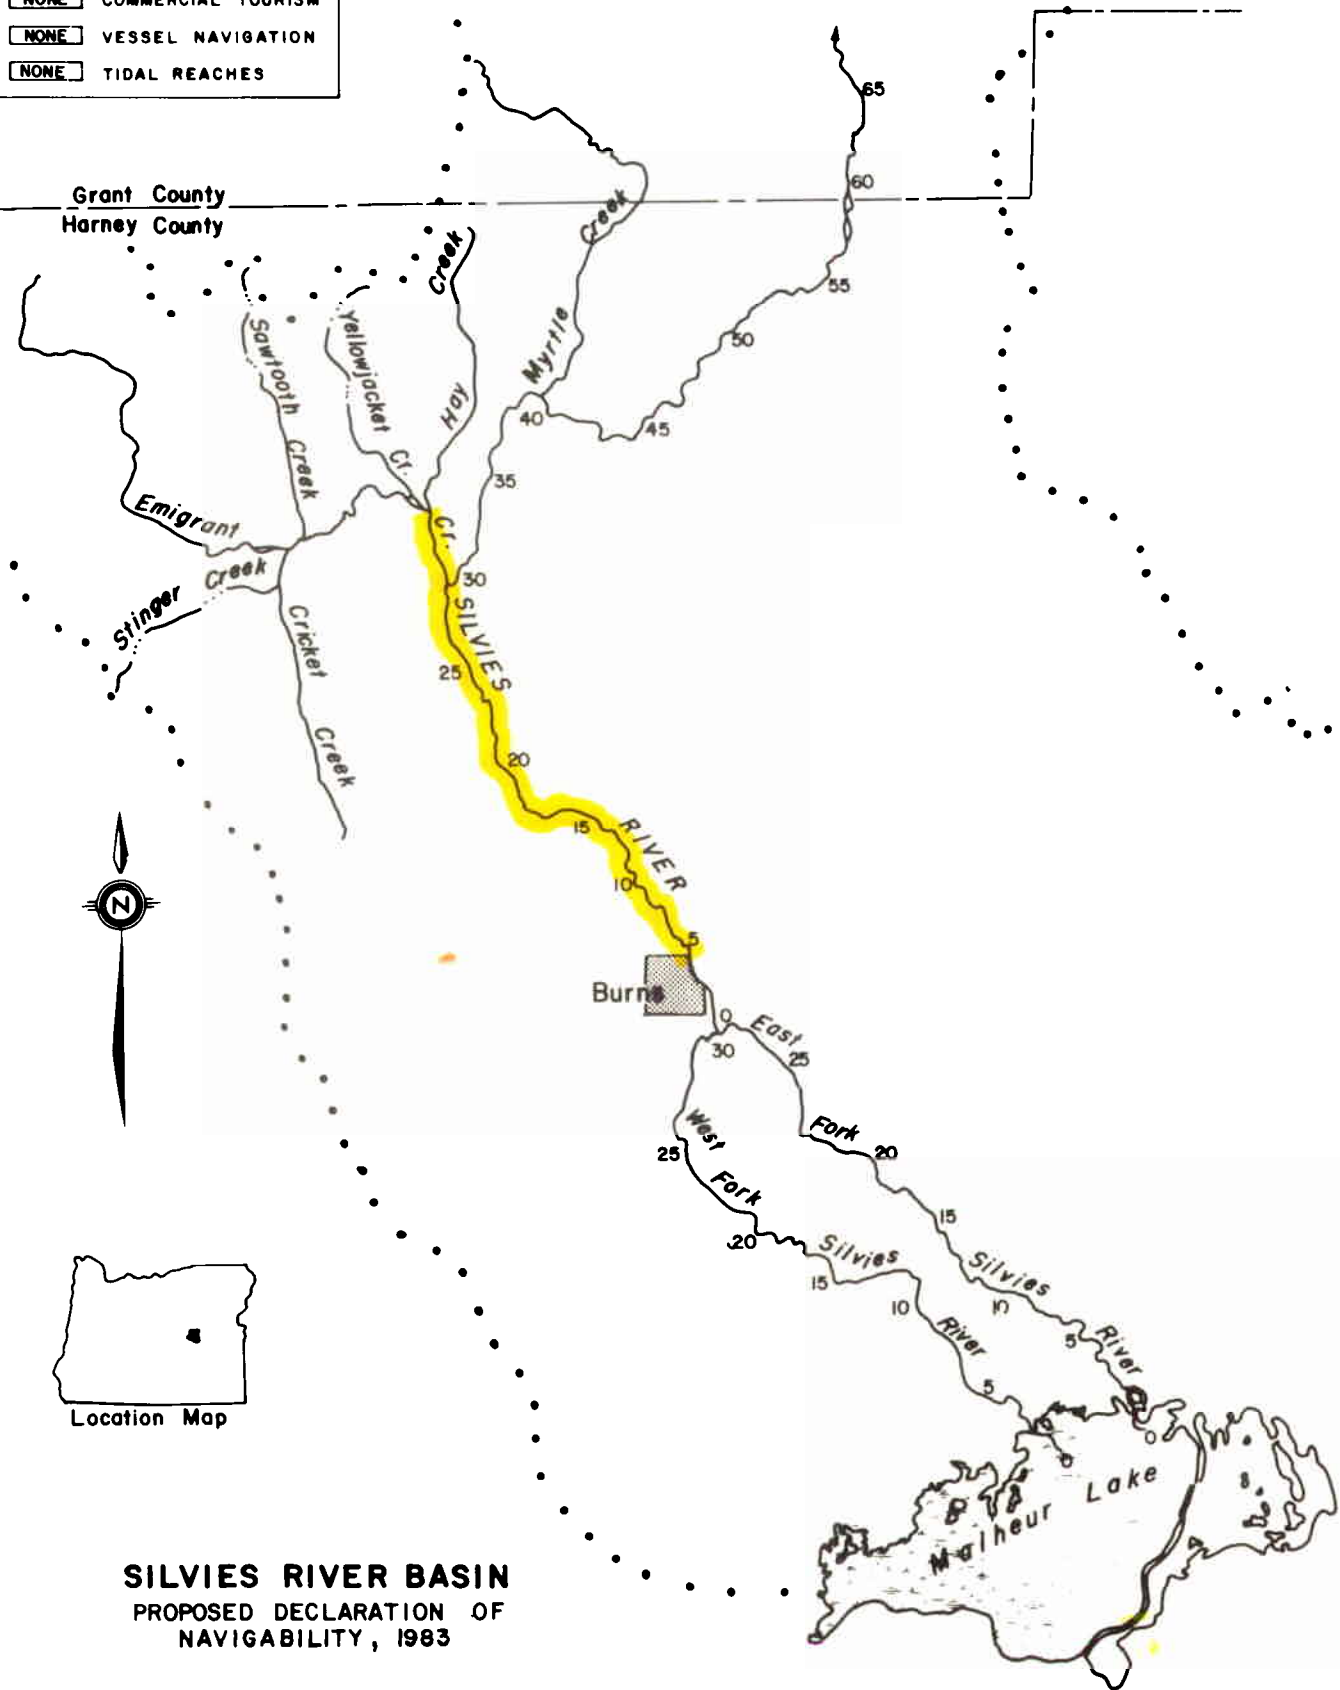 NONE COMMERCIAL TOURISM
NONE VESSEL NAVIGATION
NONE TIDAL REACHES
65
60
Grant County
Harney County
Creek
Creek
55
50
Sawtooth Creek
Yellowjacket Cr.
Hay
Myrtle
40
45
35
Emigrant
Cr.
Creek
30
Stinger
SILVIES
Cricket
25
Creek
20
15
RIVER
10
N
5
Burns
0
East
30
25
West
Fork
25
20
Fork
15
20
Silvies
Silvies
15
10
10
River
River
5
5
0
Location Map
Malheur Lake
8
SILVIES RIVER BASIN
PROPOSED DECLARATION OF
NAVIGABILITY, 1983